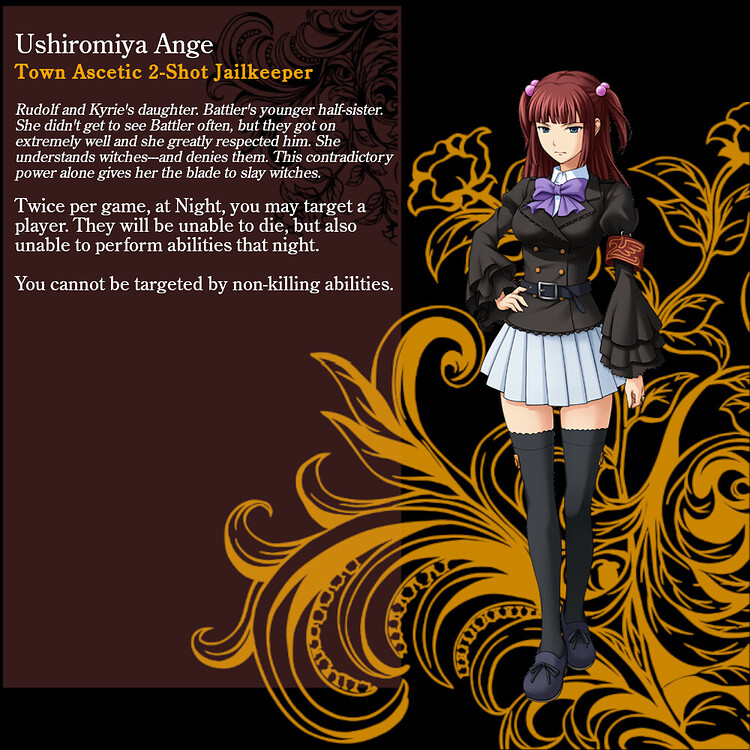 Ushiromiya Ange
Town Ascetic 2-Shot Jailkeeper
Rudolf and Kyrie's daughter. Battler's younger half-sister.
She didn't get to see Battler often, but they got on
extremely well and she greatly respected him. She
understands witches—and denies them. This contradictory
power alone gives her the blade to slay witches.
Twice per game, at Night, you may target a
player. They will be unable to die, but also
unable to perform abilities that night.
You cannot be targeted by non-killing abilities.